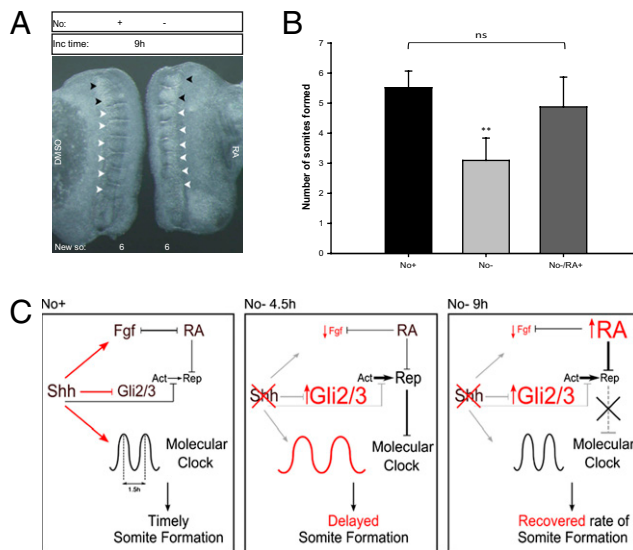 A
No: + -
Inc time: 9h
DMSO
RA
New so: 6 6
B
ns
**
Number of somites formed
7
6
5
4
3
2
1
0
No+
No-
No-/RA+
C
No+
Fgf
RA
Act
Rep
Shh
Gli2/3
1.5h
Molecular
Clock
Timely
Somite Formation
No- 4.5h
↓Fgf
RA
Act
Rep
Shh
↑Gli2/3
Molecular
Clock
Delayed
Somite Formation
No- 9h
↓Fgf
↑RA
Act
Rep
Shh
↑Gli2/3
Molecular
Clock
Recovered rate of
Somite Formation